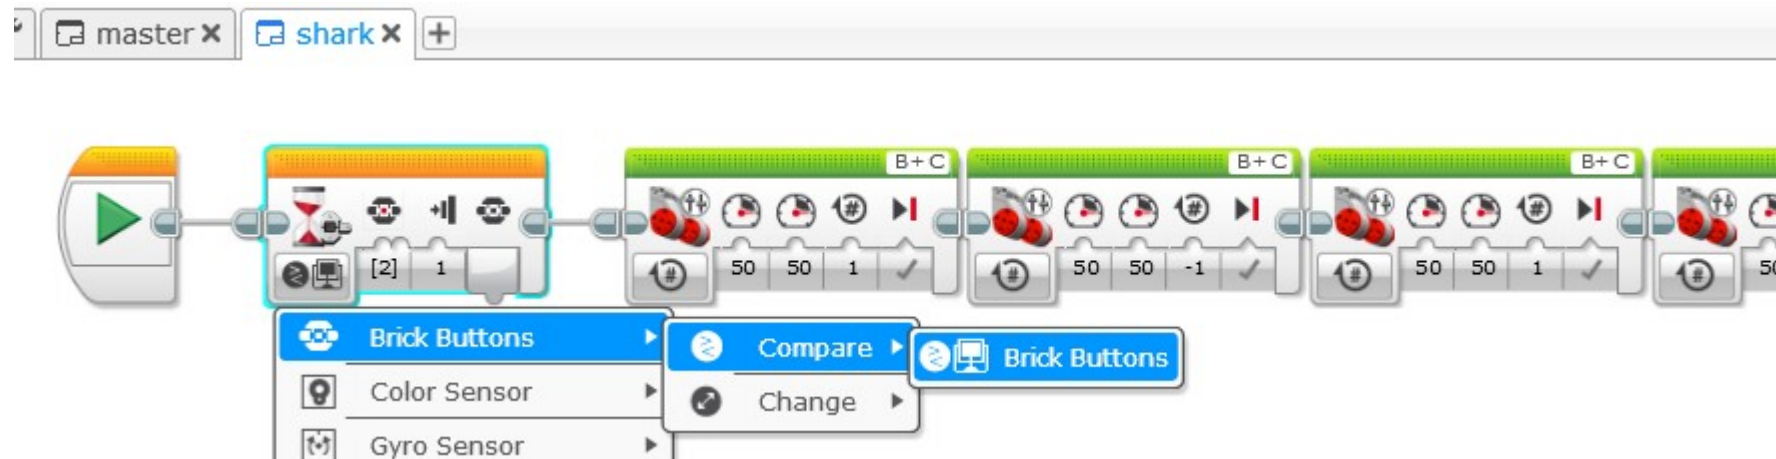 master shark
B+C B+C B+C
[2] 1 50 50 1 50 50 -1 50 50 1
Brick Buttons
Compare
Brick Buttons
Color Sensor
Change
Gyro Sensor